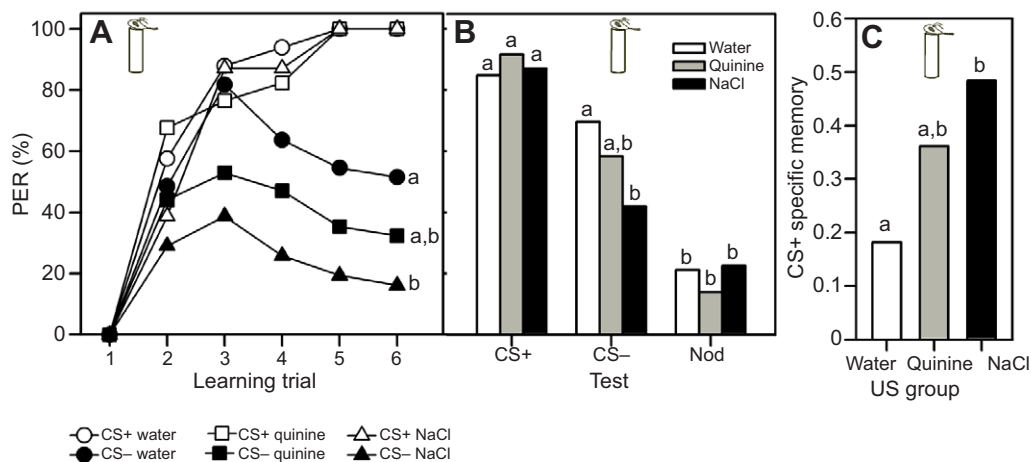 A
PER (%)
100
80
60
40
20
0
a
a,b
b
1 2 3 4 5 6
Learning trial
B
Water
Quinine
NaCl
a a a
a a,b b
b b b
CS+ CS– Nod
Test
C
CS+ specific memory
0.6
0.5
0.4
0.3
0.2
0.1
0
a
a,b
b
Water Quinine NaCl
US group
CS+ water CS+ quinine CS+ NaCl
CS– water CS– quinine CS– NaCl